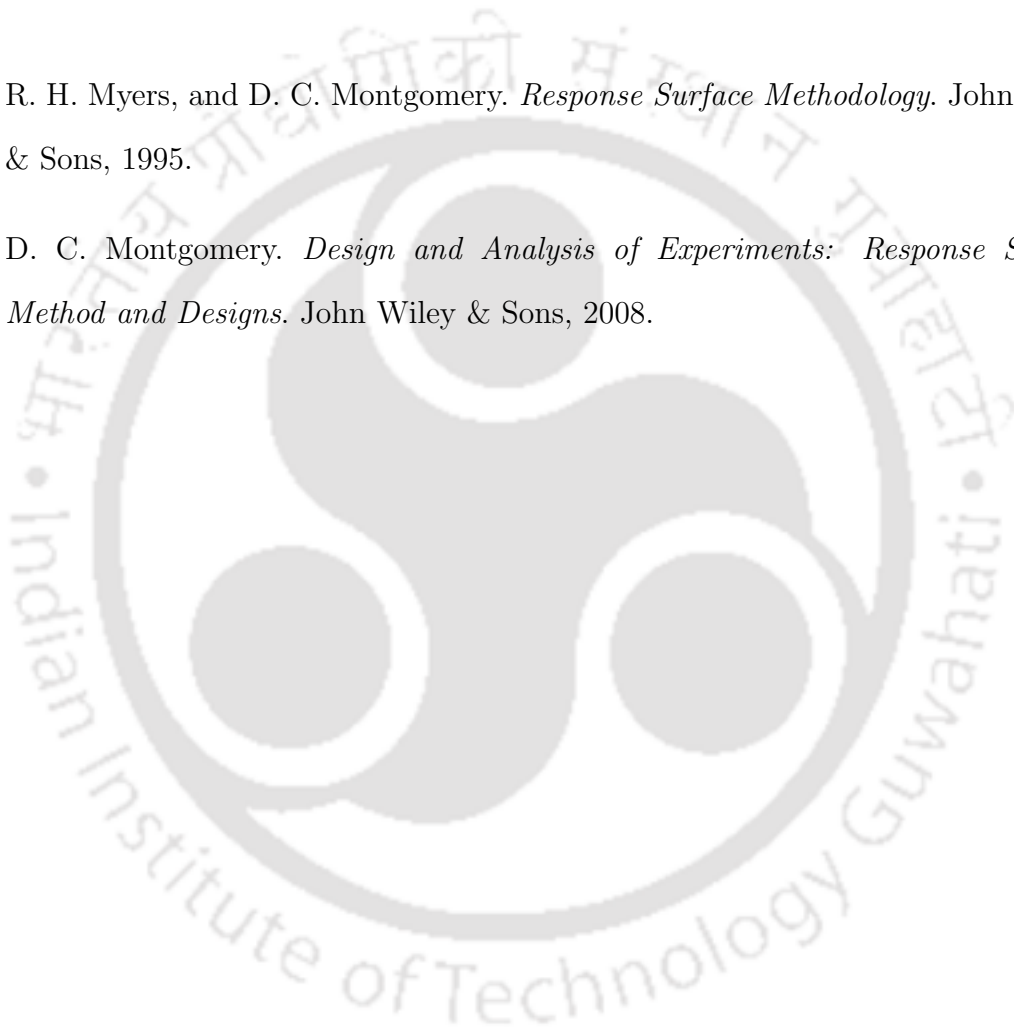 R. H. Myers, and D. C. Montgomery. Response Surface Methodology. John
& Sons, 1995.
D. C. Montgomery. Design and Analysis of Experiments: Response S
Method and Designs. John Wiley & Sons, 2008.
भारतीय प्रौद्योगिकी संस्थान गुवाहाटी
Indian Institute of Technology Guwahati